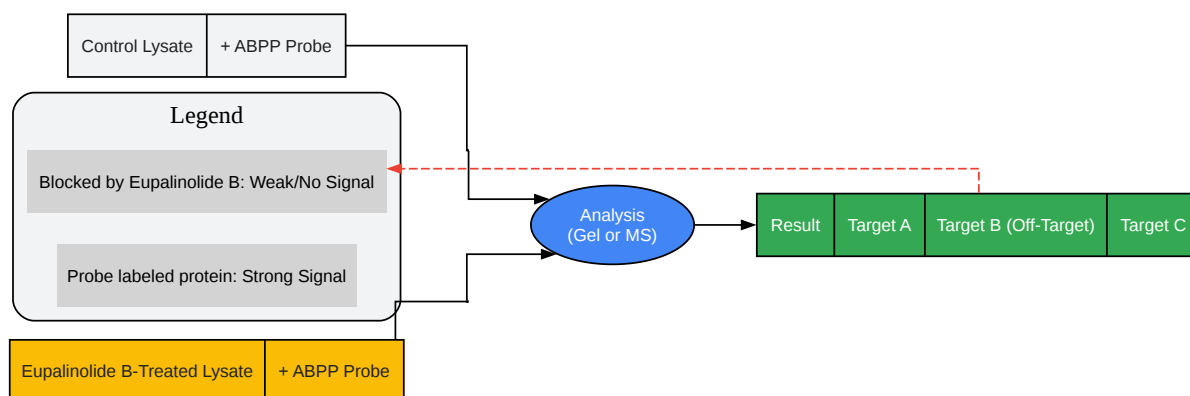 Control Lysate
+ ABPP Probe
Legend
Blocked by Eupalinolide B: Weak/No Signal
Probe labeled protein: Strong Signal
Eupalinolide B-Treated Lysate
+ ABPP Probe
Analysis
(Gel or MS)
Result
Target A
Target B (Off-Target)
Target C